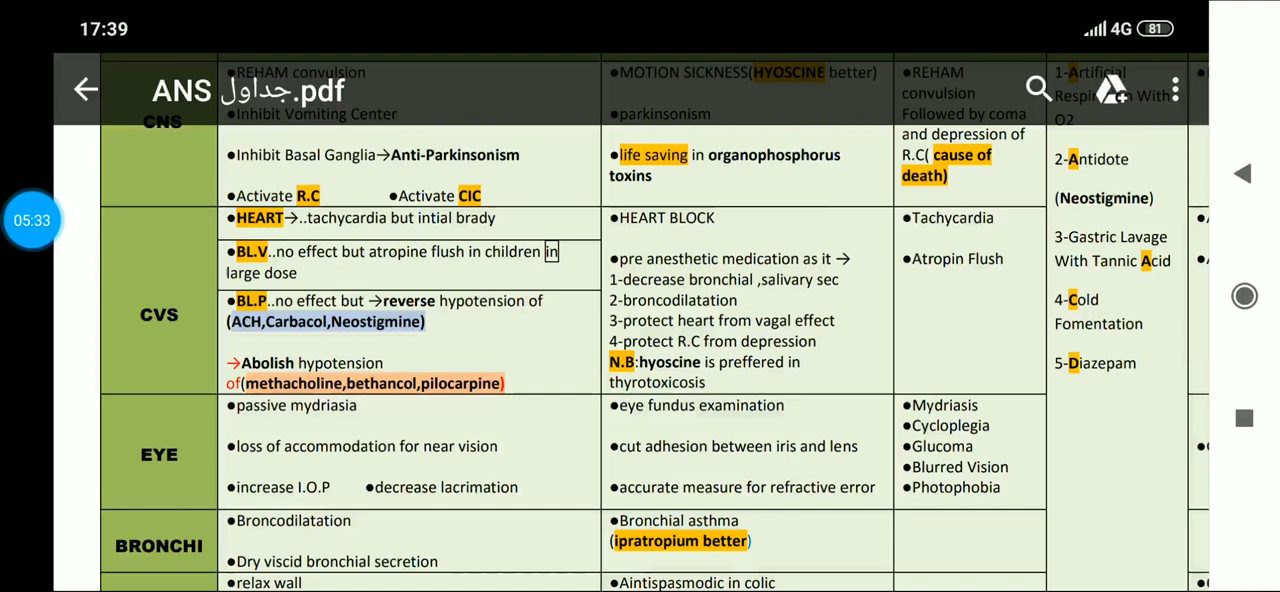 17:39
4G 81
ANS جداول.pdf
05:33
CNS
●REHAM convulsion
●Inhibit Vomiting Center
●Inhibit Basal Ganglia→Anti-Parkinsonism
●Activate R.C ●Activate CIC
●MOTION SICKNESS(HYOSCINE better)
●parkinsonism
●life saving in organophosphorus
toxins
●REHAM
convulsion
Followed by coma
and depression of
R.C( cause of
death)
1-Artificial
With
O2
2-Antidote
(Neostigmine)
3-Gastric Lavage
With Tannic Acid
4-Cold
Fomentation
5-Diazepam
CVS
●HEART→..tachycardia but intial brady
●BL.V..no effect but atropine flush in children in
large dose
●BL.P..no effect but →reverse hypotension of
(ACH,Carbacol,Neostigmine)
→Abolish hypotension
of(methacholine,bethancol,pilocarpine)
●HEART BLOCK
●pre anesthetic medication as it →
1-decrease bronchial ,salivary sec
2-broncodilatation
3-protect heart from vagal effect
4-protect R.C from depression
N.B:hyoscine is preffered in
thyrotoxicosis
●Tachycardia
●Atropin Flush
EYE
●passive mydriasia
●loss of accommodation for near vision
●increase I.O.P ●decrease lacrimation
●eye fundus examination
●cut adhesion between iris and lens
●accurate measure for refractive error
●Mydriasis
●Cycloplegia
●Glucoma
●Blurred Vision
●Photophobia
BRONCHI
●Broncodilatation
●Dry viscid bronchial secretion
●Bronchial asthma
(ipratropium better)
●relax wall
●Aintispasmodic in colic